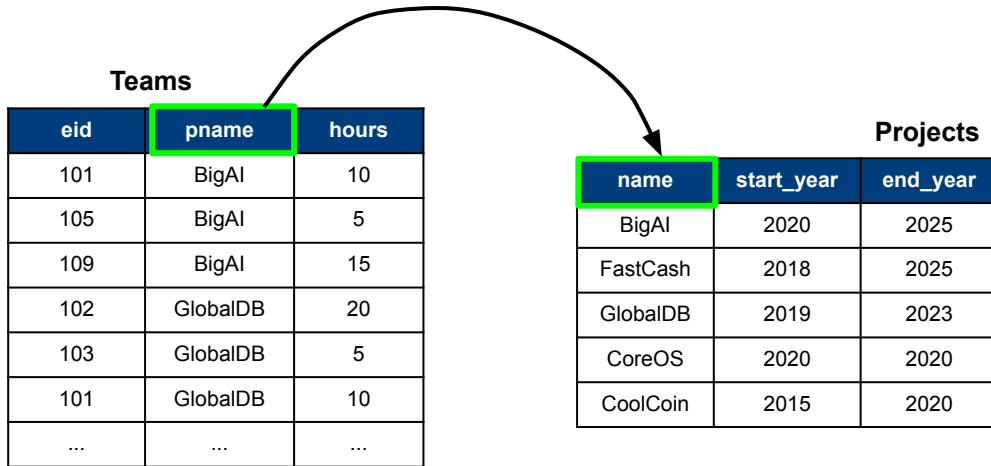 Teams
eid pname hours
101 BigAI 10
105 BigAI 5
109 BigAI 15
102 GlobalDB 20
103 GlobalDB 5
101 GlobalDB 10
... ... ...
Projects
name start_year end_year
BigAI 2020 2025
FastCash 2018 2025
GlobalDB 2019 2023
CoreOS 2020 2020
CoolCoin 2015 2020